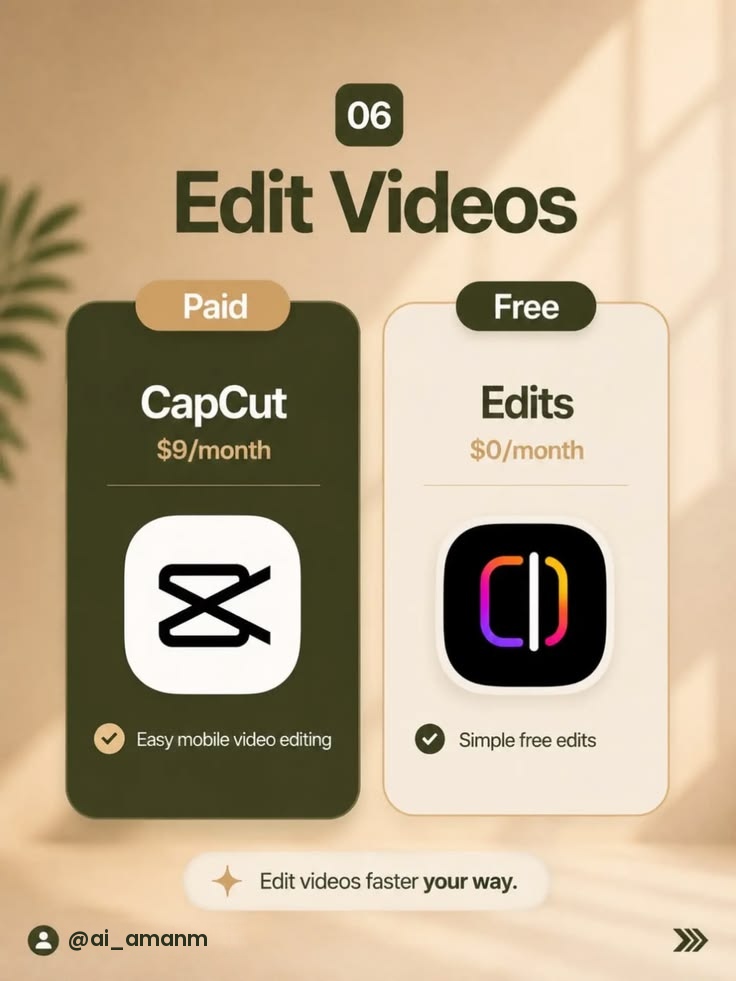 06
Edit Videos
Paid
CapCut
$9/month
Easy mobile video editing
Free
Edits
$0/month
Simple free edits
Edit videos faster your way.
@ai_amanm